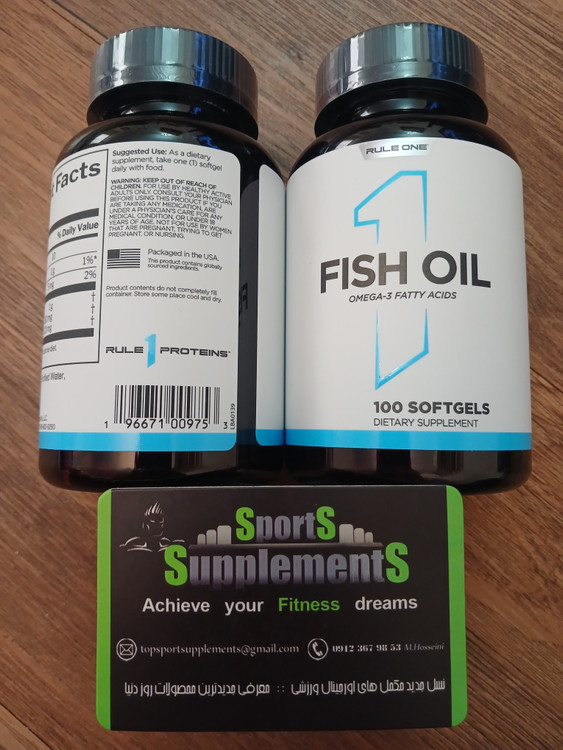 Facts
% Daily Value
1%*
2%
†
†
Suggested Use: As a dietary
supplement, take one (1) softgel
daily with food.
WARNING: KEEP OUT OF REACH OF
CHILDREN. FOR USE BY HEALTHY ACTIVE
ADULTS ONLY. CONSULT YOUR PHYSICIAN
BEFORE USING THIS PRODUCT IF YOU
ARE TAKING ANY MEDICATION, ARE
UNDER A PHYSICIAN'S CARE FOR ANY
MEDICAL CONDITION, OR UNDER 18
YEARS OF AGE. NOT FOR USE BY WOMEN
THAT ARE PREGNANT, TRYING TO GET
PREGNANT, OR NURSING.
Packaged in the USA.
This product contains globally
sourced ingredients.
Product contents do not completely fill
container. Store some place cool and dry.
RULE 1 PROTEINS
1 96671 00975 3
LBA0139
RULE ONE
1
FISH OIL
OMEGA-3 FATTY ACIDS
100 SOFTGELS
DIETARY SUPPLEMENT
SportS
SupplementS
Achieve your Fitness dreams
topsportsupplements@gmail.com 0912 367 98 53 M.Hosseini
نسل جدید مکمل های اورجینال ورزشی :: معرفی جدیدترین محصولات روز دنیا